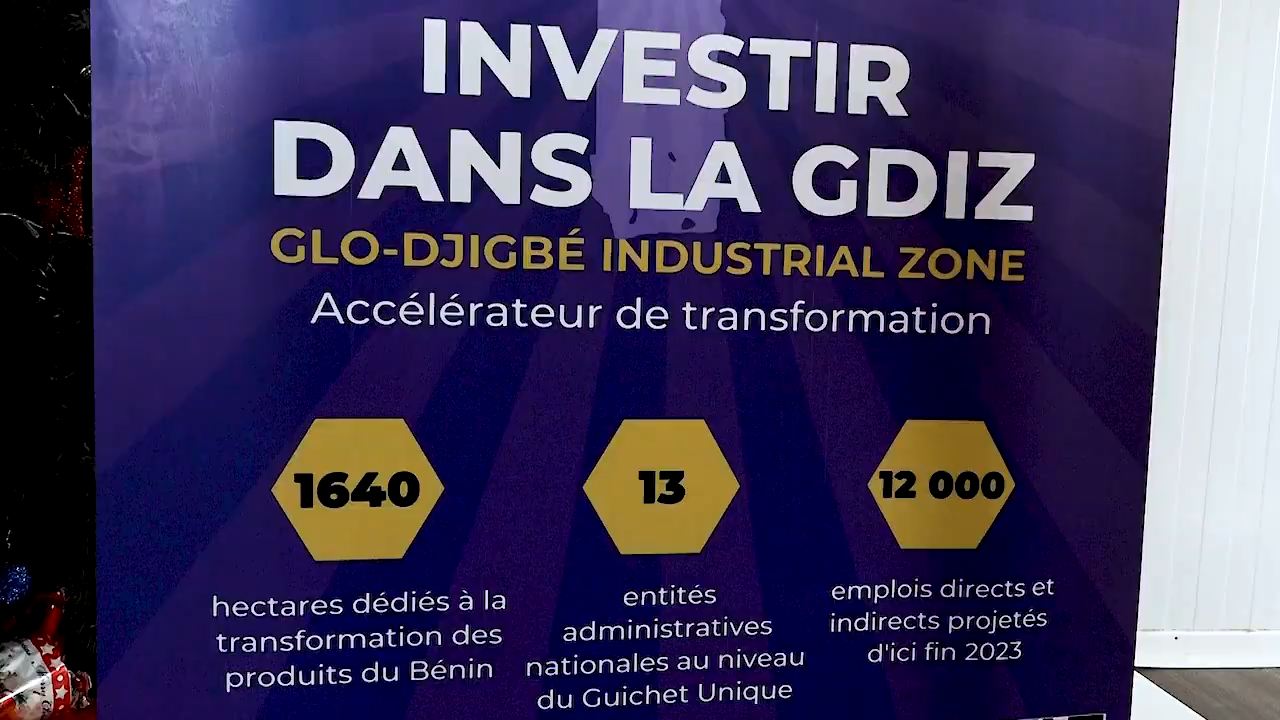 INVESTIR
DANS LA GDIZ
GLO-DJIGBÉ INDUSTRIAL ZONE
Accélérateur de transformation
1640
hectares dédiés à la
transformation des
produits du Bénin
13
entités
administratives
nationales au niveau
du Guichet Unique
12 000
emplois directs et
indirects projetés
d'ici fin 2023